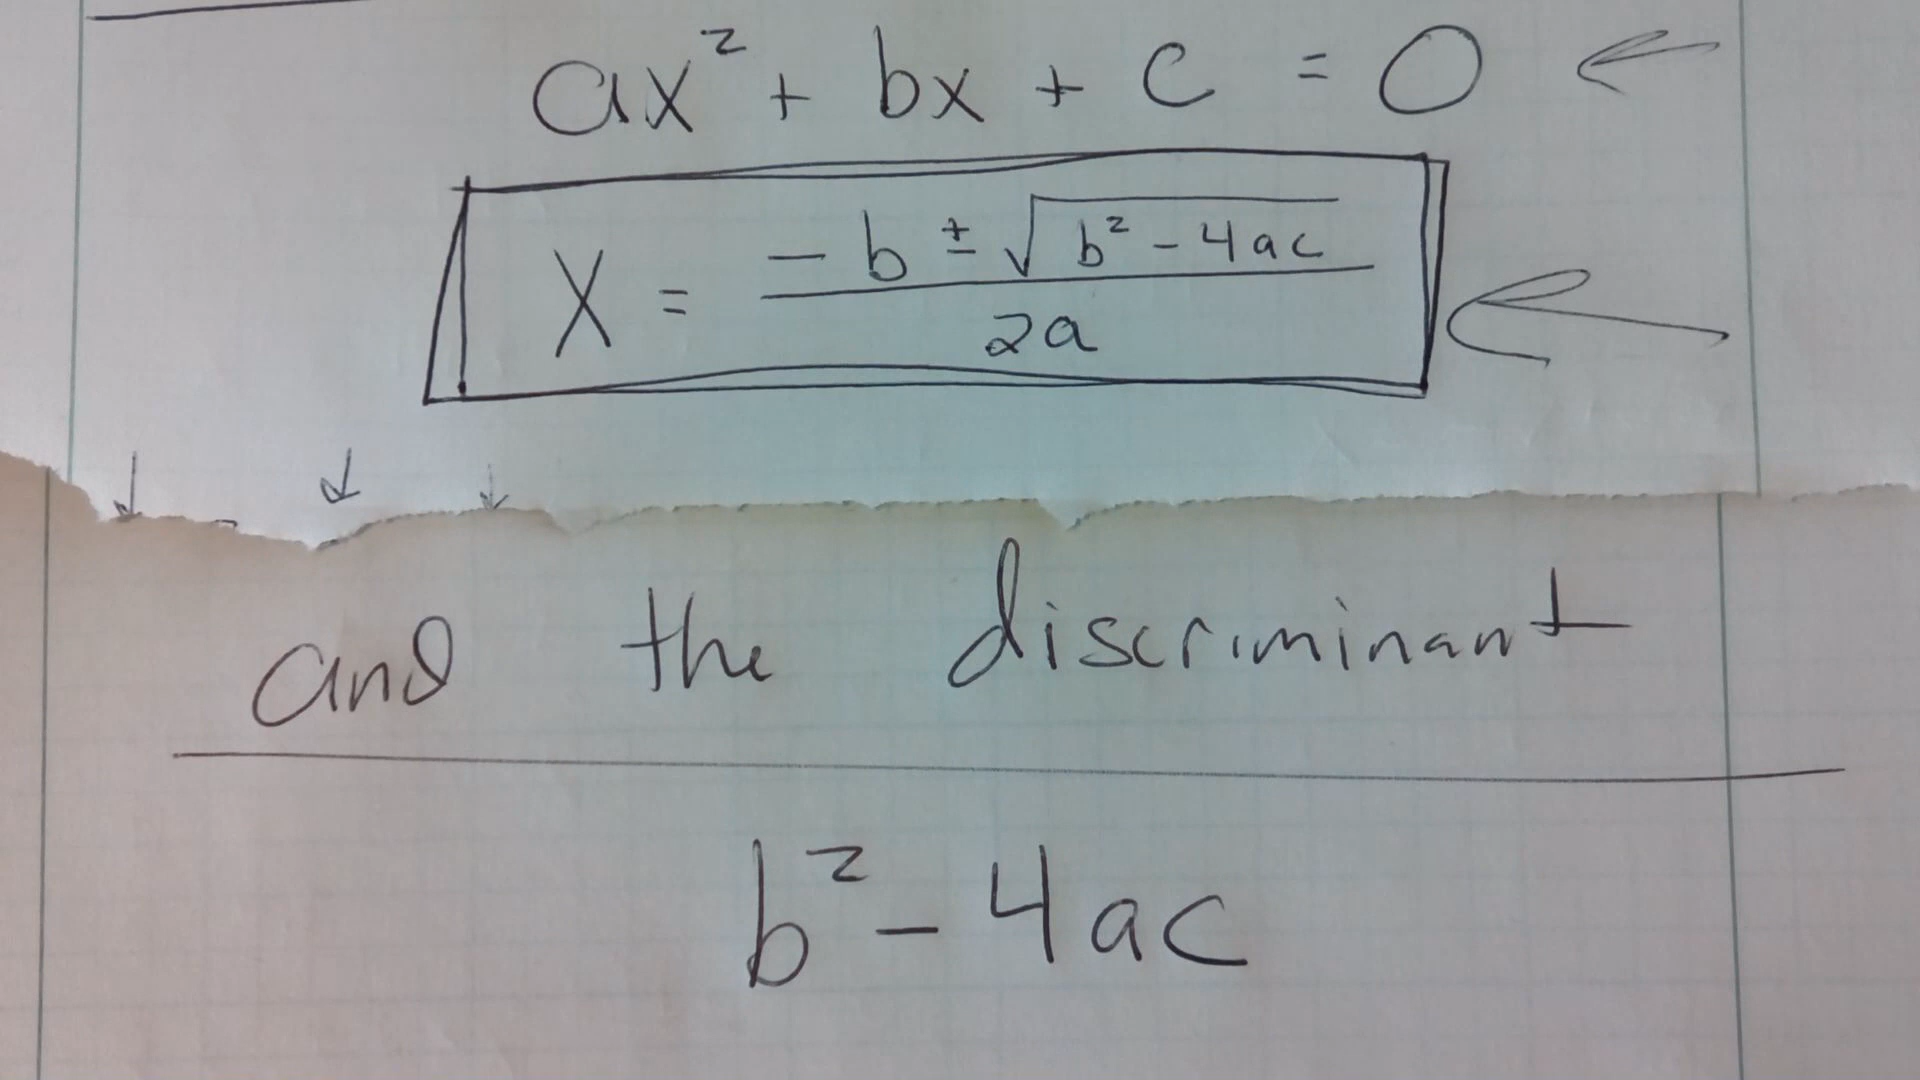 ax² + bx + c = 0
X = (-b ± √(b² - 4ac)) / 2a
and the discriminant
b² - 4ac